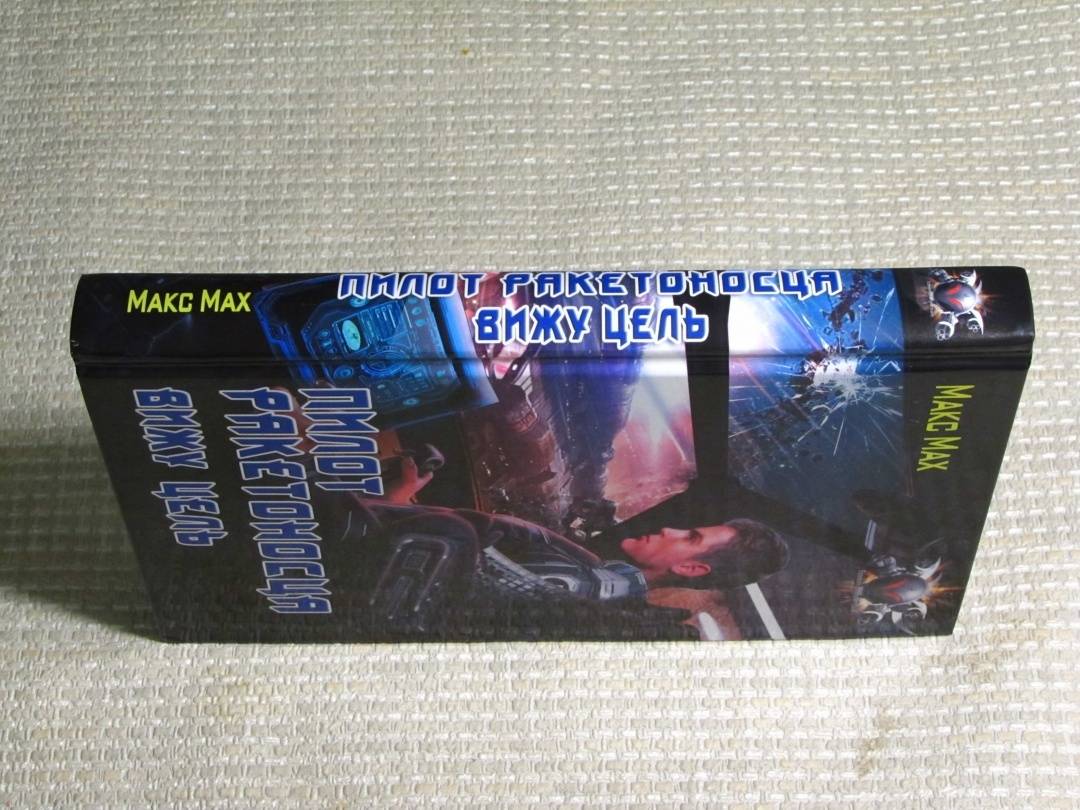 Макс Мах
ПИЛОТ РАКЕТОНОСЦА
ВИЖУ ЦЕЛЬ
Макс Мах
ПИЛОТ
РАКЕТОНОСЦА
ВИЖУ ЦЕЛЬ